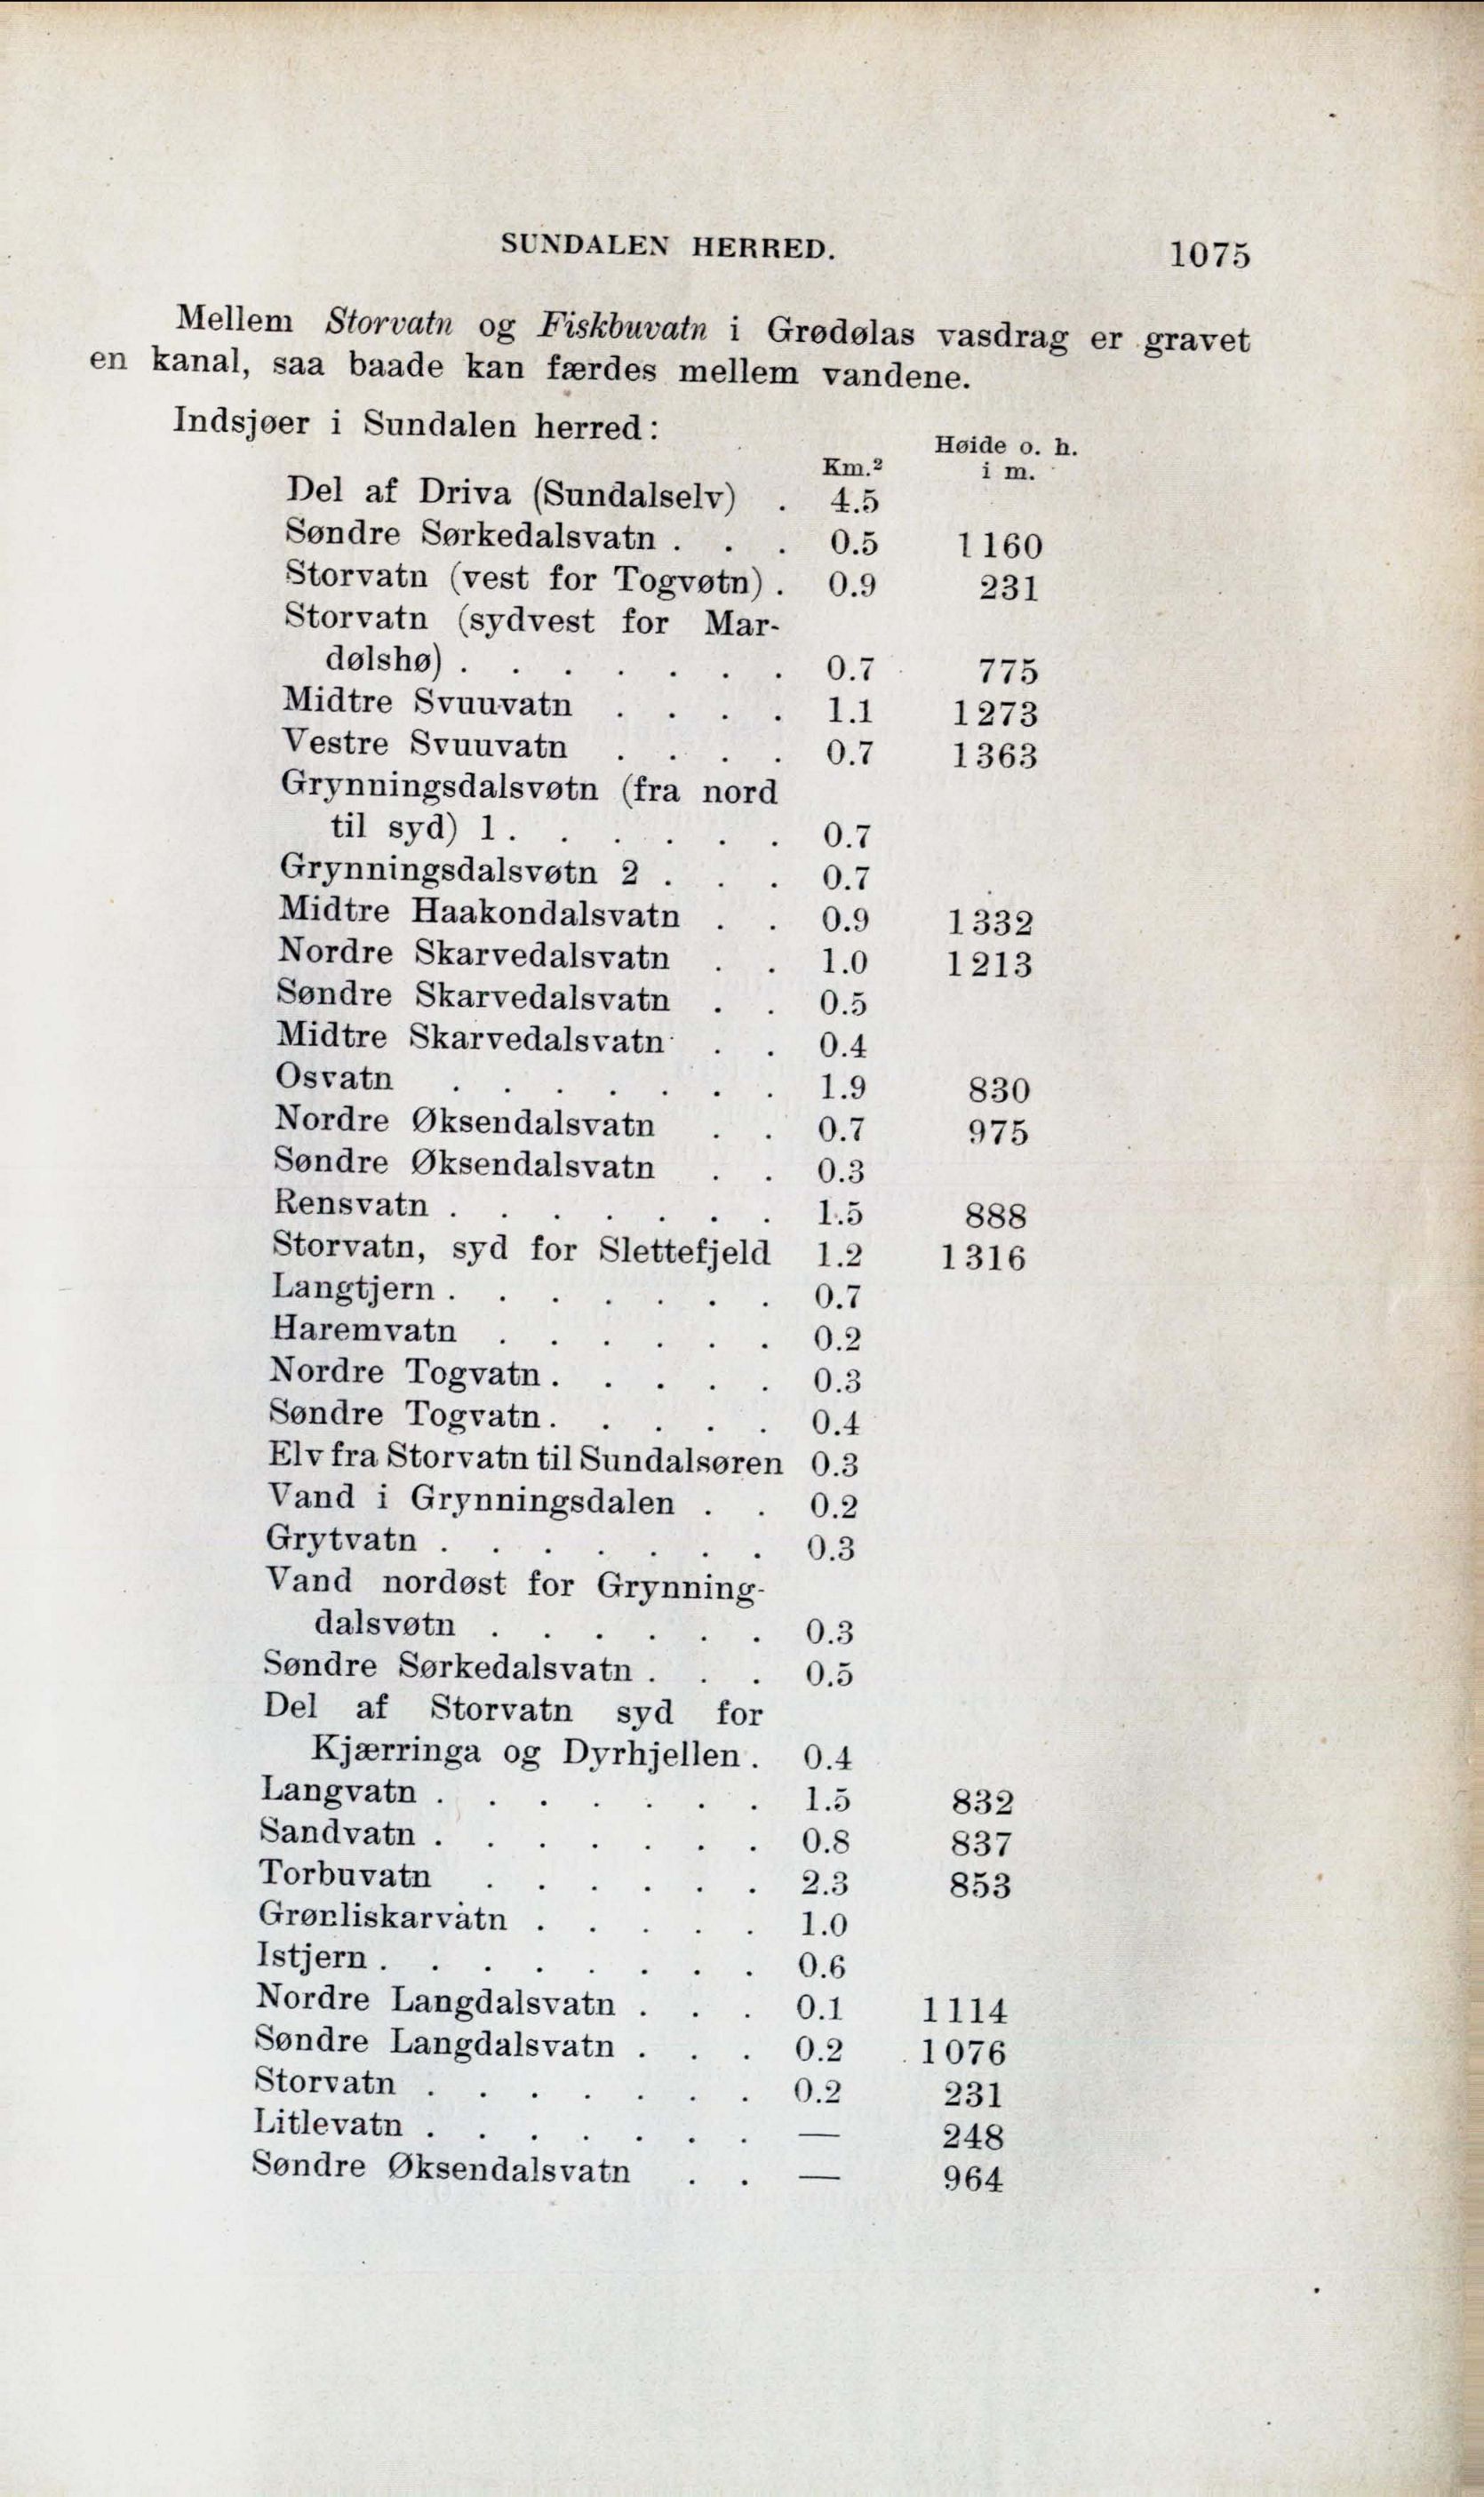 SUNDALEN HERRED. 1075
Mellem Storvatn og Fiskbuvatn i Grødølas vasdrag er gravet
en kanal, saa baade kan færdes mellem vandene.
Indsjøer i Sundalen herred:
Km.² Høide o. h. i m.
Del af Driva (Sundalselv) . 4.5
Søndre Sørkedalsvatn . . . 0.5 1160
Storvatn (vest for Togvøtn) . 0.9 231
Storvatn (sydvest for Mar-
dølshø) . . . . . . . 0.7 775
Midtre Svuuvatn . . . . 1.1 1273
Vestre Svuuvatn . . . . 0.7 1363
Grynningsdalsvøtn (fra nord
til syd) 1 . . . . . . 0.7
Grynningsdalsvøtn 2 . . . 0.7
Midtre Haakondalsvatn . . 0.9 1332
Nordre Skarvedalsvatn . . 1.0 1213
Søndre Skarvedalsvatn . . 0.5
Midtre Skarvedalsvatn . . 0.4
Osvatn . . . . . . . 1.9 830
Nordre Øksendalsvatn . . 0.7 975
Søndre Øksendalsvatn . . 0.3
Rensvatn . . . . . . . 1.5 888
Storvatn, syd for Slettefjeld 1.2 1316
Langtjern . . . . . . . 0.7
Haremvatn . . . . . . 0.2
Nordre Togvatn . . . . . 0.3
Søndre Togvatn . . . . . 0.4
Elv fra Storvatn til Sundalsøren 0.3
Vand i Grynningsdalen . . 0.2
Grytvatn . . . . . . . 0.3
Vand nordøst for Grynning-
dalsvøtn . . . . . . 0.3
Søndre Sørkedalsvatn . . . 0.5
Del af Storvatn syd for
Kjærringa og Dyrhjellen . 0.4
Langvatn . . . . . . . 1.5 832
Sandvatn . . . . . . . 0.8 837
Torbuvatn . . . . . . 2.3 853
Grønliskarvatn . . . . . 1.0
Istjern . . . . . . . . 0.6
Nordre Langdalsvatn . . . 0.1 1114
Søndre Langdalsvatn . . . 0.2 1076
Storvatn . . . . . . . 0.2 231
Litlevatn . . . . . . . — 248
Søndre Øksendalsvatn . . — 964